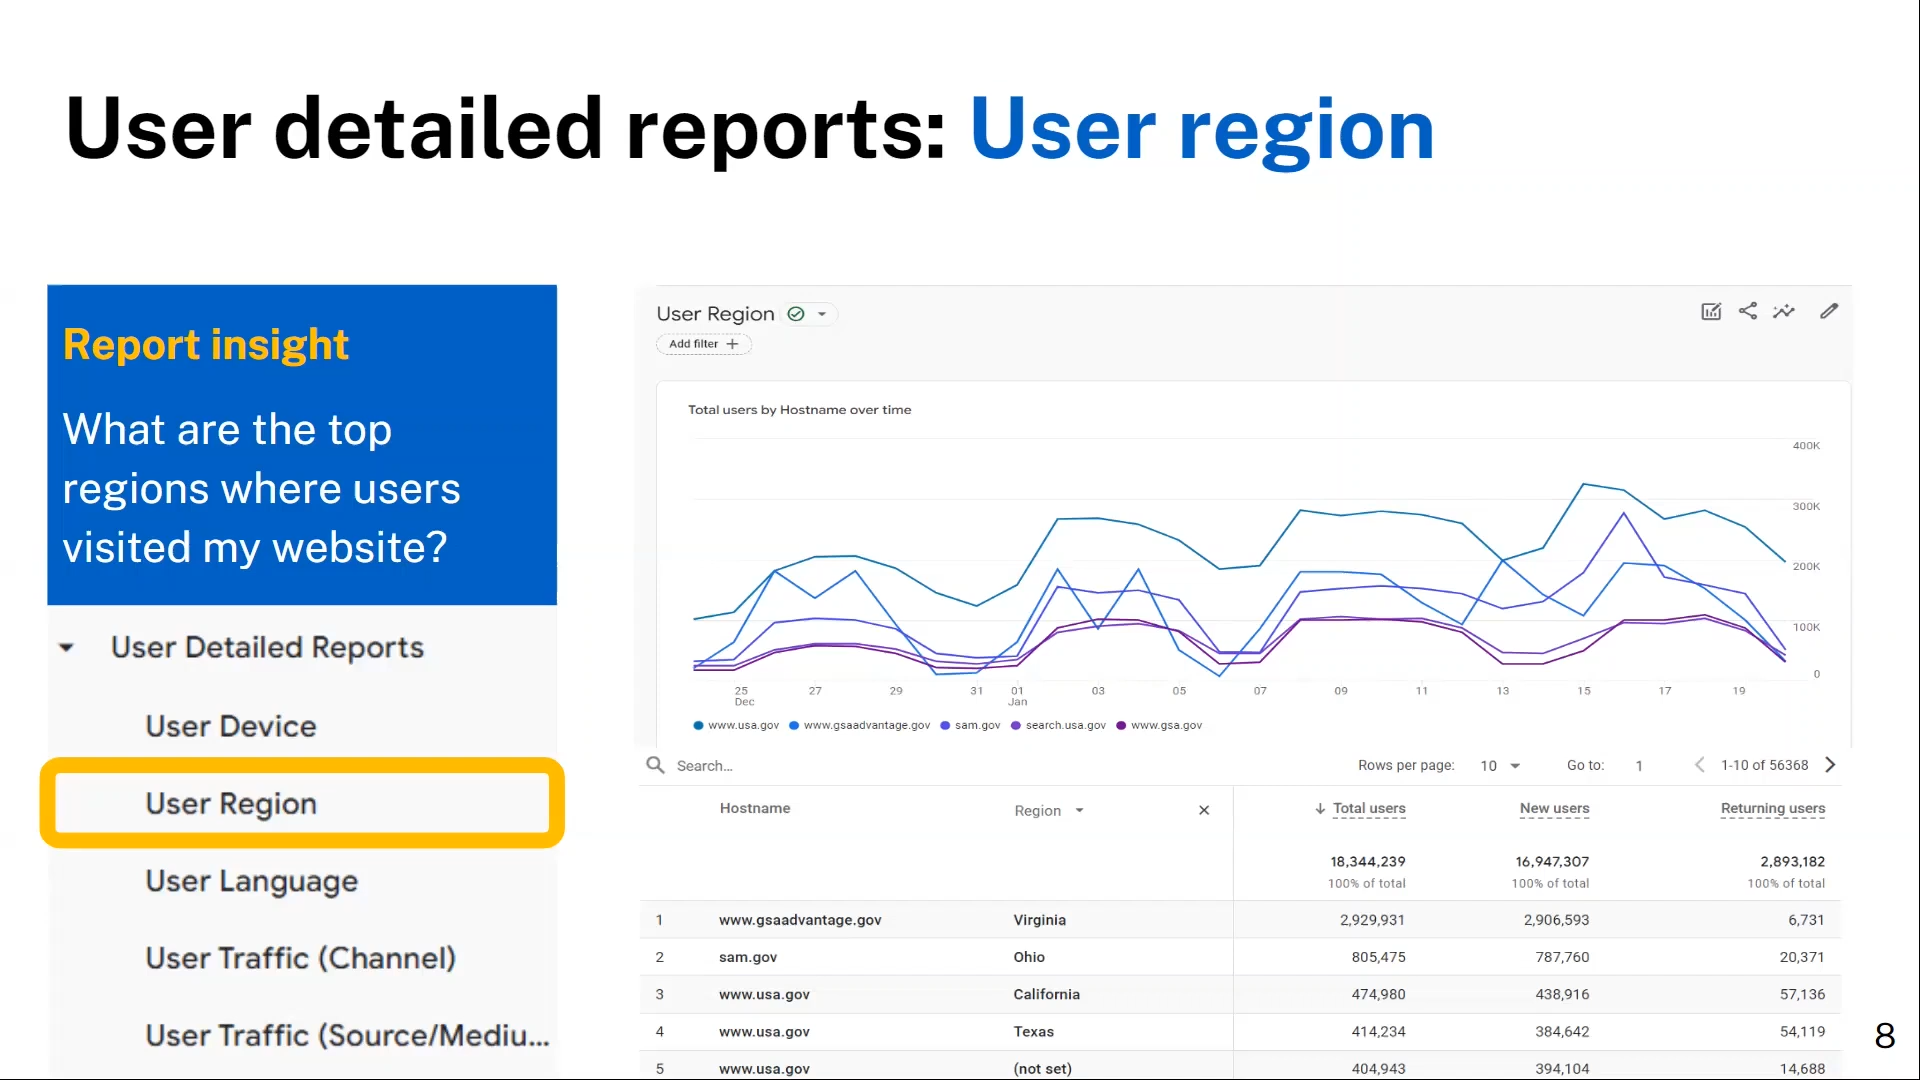 User detailed reports: User region
Report insight
What are the top
regions where users
visited my website?
User Detailed Reports
User Device
User Region
User Language
User Traffic (Channel)
User Traffic (Source/Mediu...
User Region
Add filter +
Total users by Hostname over time
400K
300K
200K
100K
0
25 27 29 31 01 03 05 07 09 11 13 15 17 19
Dec Jan
www.usa.gov www.gsaadvantage.gov sam.gov search.usa.gov www.gsa.gov
Search... Rows per page: 10 Go to: 1 1-10 of 56368
Hostname Region Total users New users Returning users
18,344,239 16,947,307 2,893,182
100% of total 100% of total 100% of total
1 www.gsaadvantage.gov Virginia 2,929,931 2,906,593 6,731
2 sam.gov Ohio 805,475 787,760 20,371
3 www.usa.gov California 474,980 438,916 57,136
4 www.usa.gov Texas 414,234 384,642 54,119
5 www.usa.gov (not set) 404,943 394,104 14,688
8